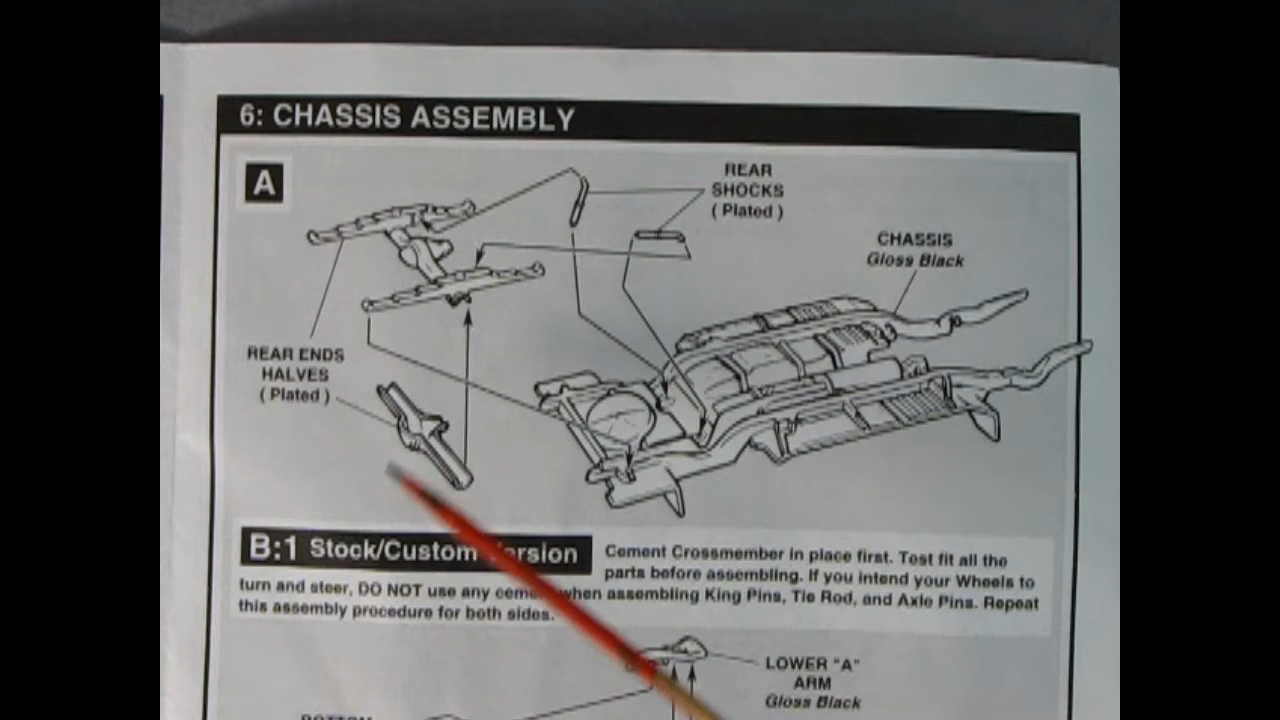 6: CHASSIS ASSEMBLY
A
REAR
SHOCKS
( Plated )
CHASSIS
Gloss Black
REAR ENDS
HALVES
( Plated )
B:1 Stock/Custom Version
Cement Crossmember in place first. Test fit all the
parts before assembling. If you intend your Wheels to
turn and steer, DO NOT use any cement when assembling King Pins, Tie Rod, and Axle Pins. Repeat
this assembly procedure for both sides.
LOWER "A"
ARM
Gloss Black
BOTTOM